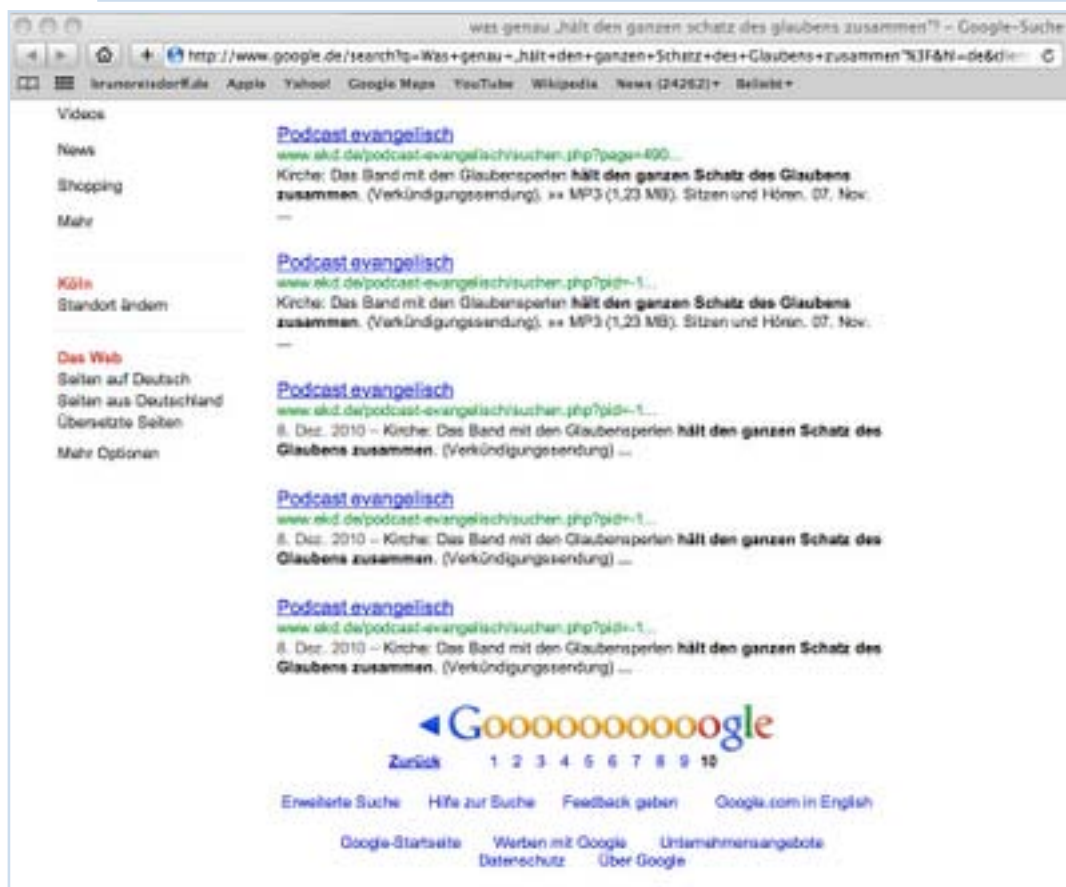 was genau „hält den ganzen schatz des glaubens zusammen"? – Google-Suche
http://www.google.de/search?q=Was+genau+„hält+den+ganzen+Schatz+des+Glaubens+zusammen"%3F&hl=de&clien
brunoreisdorff.de Apple Yahoo! Google Maps YouTube Wikipedia News (24262) Beliebt
Videos
News
Shopping
Mehr
Köln
Standort ändern
Das Web
Seiten auf Deutsch
Seiten aus Deutschland
Übersetzte Seiten
Mehr Optionen
Podcast evangelisch
www.ekd.de/podcast-evangelisch/suchen.php?page=490...
Kirche: Das Band mit den Glaubensperlen hält den ganzen Schatz des Glaubens
zusammen. (Verkündigungssendung). »» MP3 (1,23 MB). Sitzen und Hören. 07. Nov.
...
Podcast evangelisch
www.ekd.de/podcast-evangelisch/suchen.php?pid=-1...
Kirche: Das Band mit den Glaubensperlen hält den ganzen Schatz des Glaubens
zusammen. (Verkündigungssendung). »» MP3 (1,23 MB). Sitzen und Hören. 07. Nov.
...
Podcast evangelisch
www.ekd.de/podcast-evangelisch/suchen.php?pid=-1...
8. Dez. 2010 – Kirche: Das Band mit den Glaubensperlen hält den ganzen Schatz des
Glaubens zusammen. (Verkündigungssendung) ...
Podcast evangelisch
www.ekd.de/podcast-evangelisch/suchen.php?pid=-1...
8. Dez. 2010 – Kirche: Das Band mit den Glaubensperlen hält den ganzen Schatz des
Glaubens zusammen. (Verkündigungssendung) ...
Podcast evangelisch
www.ekd.de/podcast-evangelisch/suchen.php?pid=-1...
8. Dez. 2010 – Kirche: Das Band mit den Glaubensperlen hält den ganzen Schatz des
Glaubens zusammen. (Verkündigungssendung) ...
Goooooooooogle
Zurück 1 2 3 4 5 6 7 8 9 10
Erweiterte Suche Hilfe zur Suche Feedback geben Google.com in English
Google-Startseite Werben mit Google Unternehmensangebote
Datenschutz Über Google